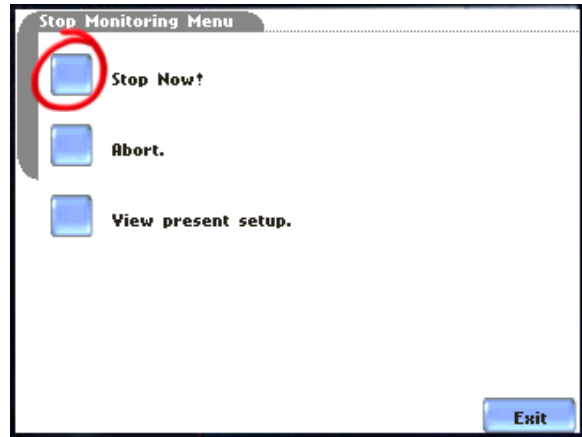 Stop Monitoring Menu
Stop Now!
Abort.
View present setup.
Exit